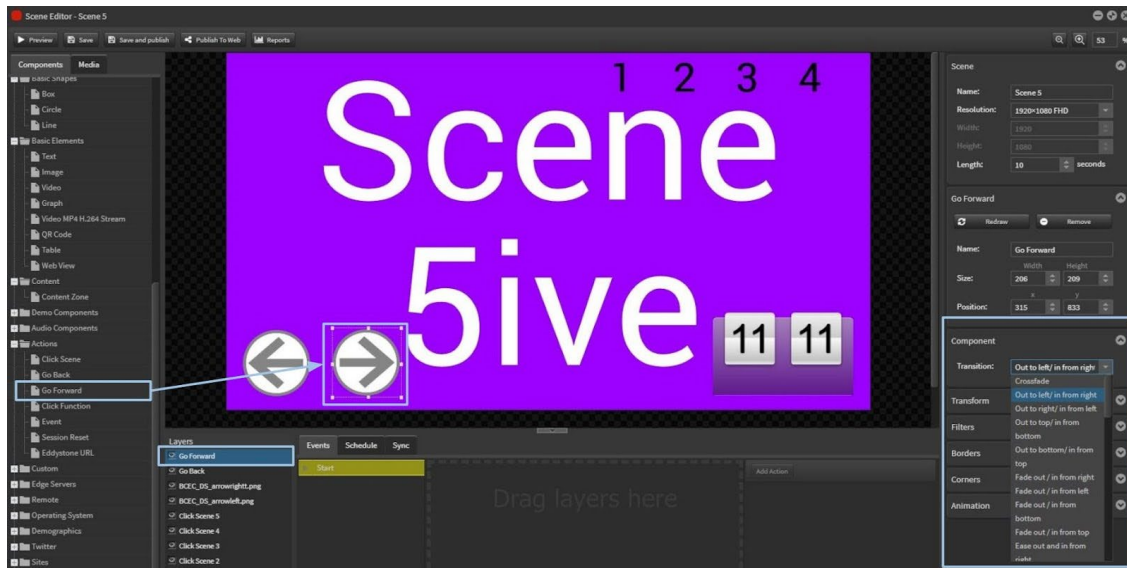 Scene Editor - Scene 5
Preview Save Save and publish Publish To Web Reports 53 %
Components Media
Basic Shapes
Box
Circle
Line
Basic Elements
Text
Image
Video
Graph
Video MP4 H.264 Stream
QR Code
Table
Web View
Content
Content Zone
Demo Components
Audio Components
Actions
Click Scene
Go Back
Go Forward
Click Function
Event
Session Reset
Eddystone URL
Custom
Edge Servers
Remote
Operating System
Demographics
Twitter
Sites
1 2 3 4
Scene
5ive
11 11
Layers
Go Forward
Go Back
BCEC_DS_arrowrightt.png
BCEC_DS_arrowleft.png
Click Scene 5
Click Scene 4
Click Scene 3
Click Scene 2
Events Schedule Sync
Start
Drag layers here
Add Action
Scene
Name: Scene 5
Resolution: 1920×1080 FHD
Width: 1920
Height: 1080
Length: 10 seconds
Go Forward
Redraw Remove
Name: Go Forward
Width Height
Size: 206 209
x y
Position: 315 833
Component
Transition: Out to left/ in from right
Crossfade
Out to left/ in from right
Out to right/ in from left
Out to top/ in from
bottom
Out to bottom/ in from
top
Fade out / in from right
Fade out / in from left
Fade out / in from
bottom
Fade out / in from top
Ease out and in from
right
Transform
Filters
Borders
Corners
Animation